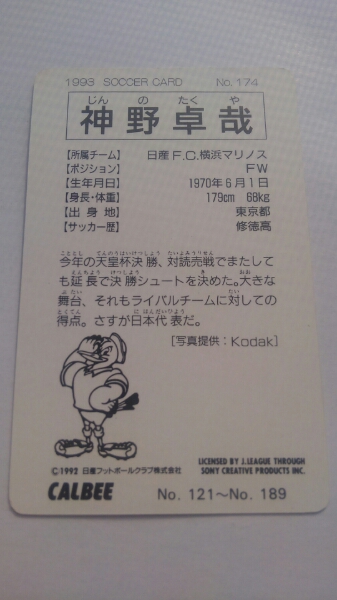 1993 SOCCER CARD No. 174
じんの たくや
神野卓哉
【所属チーム】 日産F.C.横浜マリノス
【ポジション】 FW
【生年月日】 1970年6月1日
【身長・体重】 179cm 68kg
【出身地】 東京都
【サッカー歴】 修徳高
今年の天皇杯決勝、対読売戦でまたして
も延長で決勝シュートを決めた。大きな
舞台、それもライバルチームに対しての
得点。さすが日本代表だ。
[写真提供:Kodak]
©1992 日産フットボールクラブ株式会社
LICENSED BY J.LEAGUE THROUGH
SONY CREATIVE PRODUCTS INC.
CALBEE No. 121〜No. 189